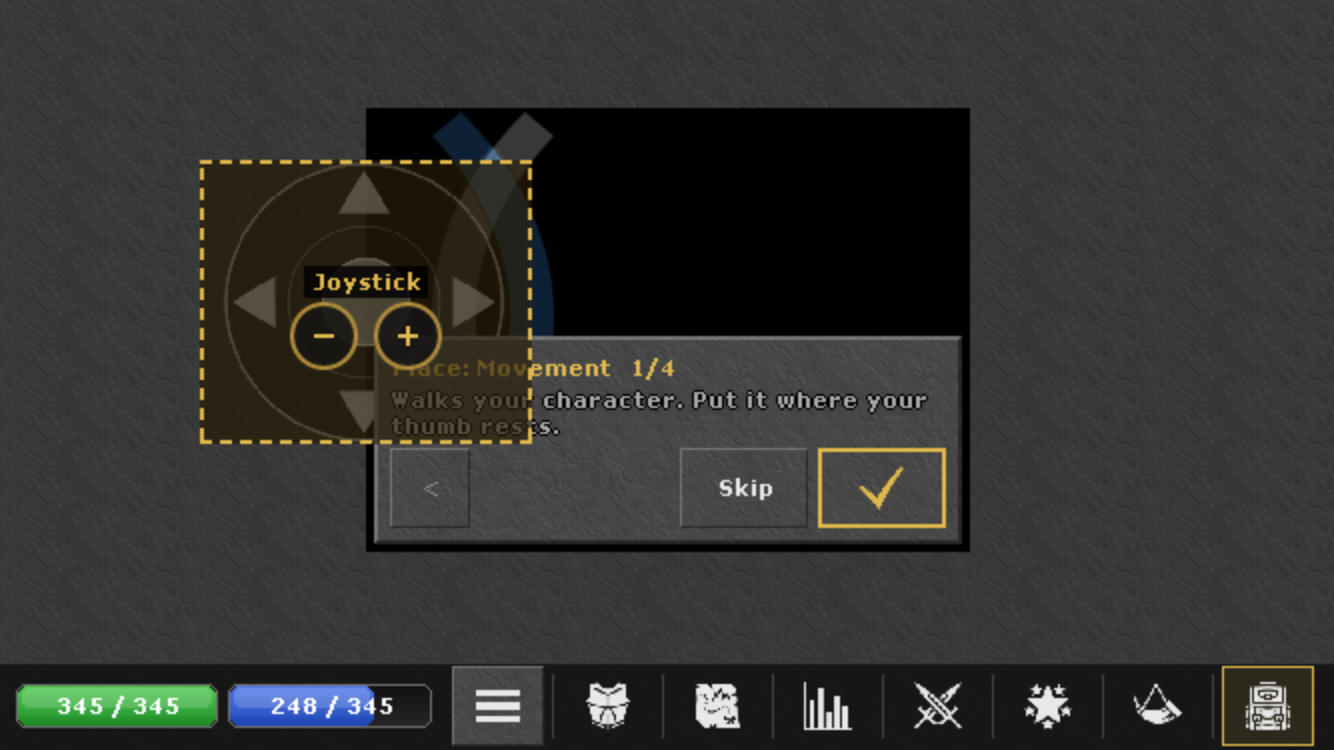 Joystick
− +
Place: Movement 1/4
Walks your character. Put it where your
thumb rests.
<
Skip
345 / 345
248 / 345